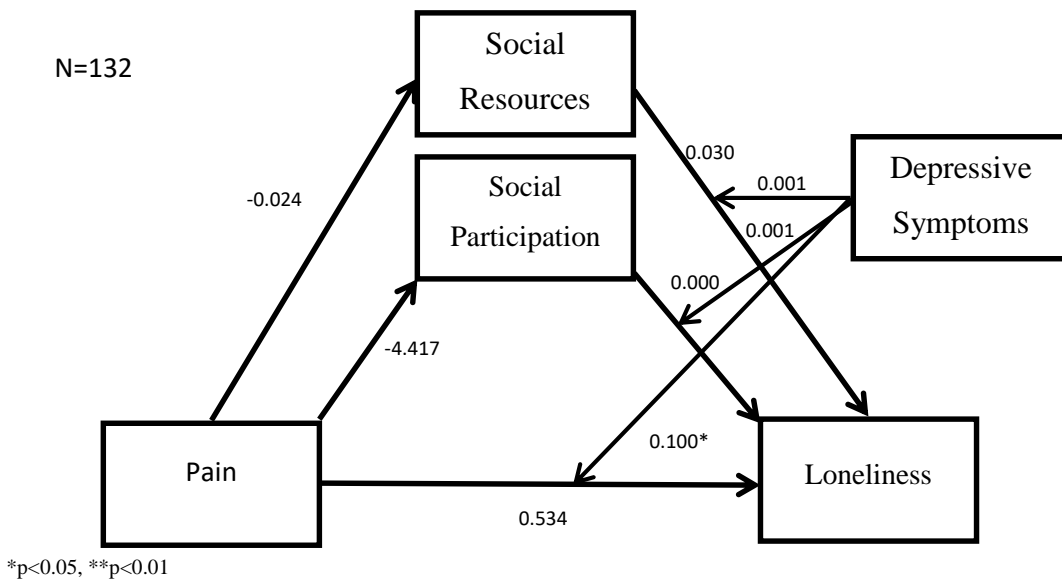 N=132
Social
Resources
Social
Participation
Depressive
Symptoms
-0.024
0.030
0.001
0.001
0.000
-4.417
0.100*
Pain
Loneliness
0.534
*p<0.05, **p<0.01